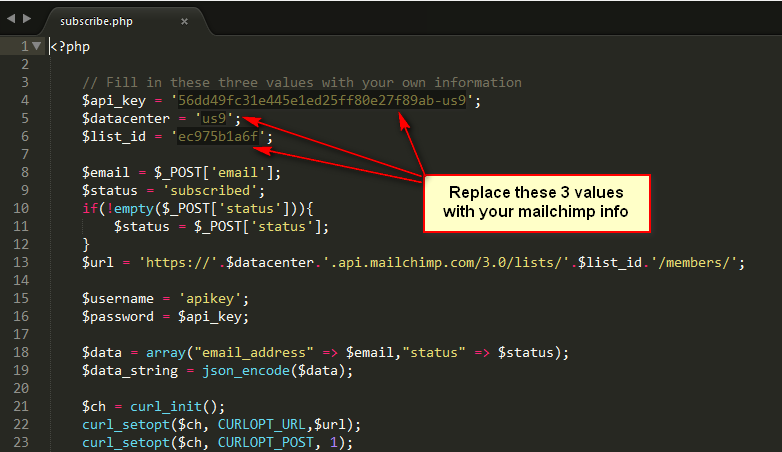 subscribe.php ×
1 <?php
2
3 // Fill in these three values with your own information
4 $api_key = '56dd49fc31e445e1ed25ff80e27f89ab-us9';
5 $datacenter = 'us9';
6 $list_id = 'ec975b1a6f';
7
8 $email = $_POST['email'];
9 $status = 'subscribed';
10 if(!empty($_POST['status'])){
11 $status = $_POST['status'];
12 }
13 $url = 'https://'.$datacenter.'.api.mailchimp.com/3.0/lists/'.$list_id.'/members/';
14
15 $username = 'apikey';
16 $password = $api_key;
17
18 $data = array("email_address" => $email,"status" => $status);
19 $data_string = json_encode($data);
20
21 $ch = curl_init();
22 curl_setopt($ch, CURLOPT_URL,$url);
23 curl_setopt($ch, CURLOPT_POST, 1);
Replace these 3 values
with your mailchimp info